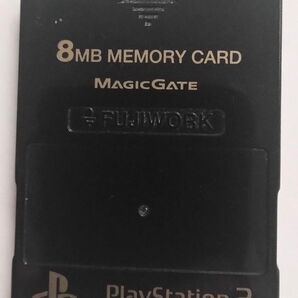 8MB MEMORY CARD
MAGICGATE
FUJIWORK
PlayStation 2